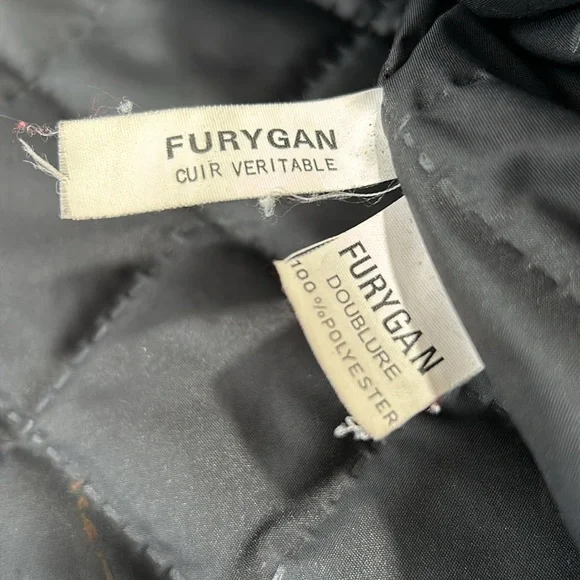 FURYGAN
CUIR VERITABLE
FURYGAN
DOUBLURE
100 % POLYESTER